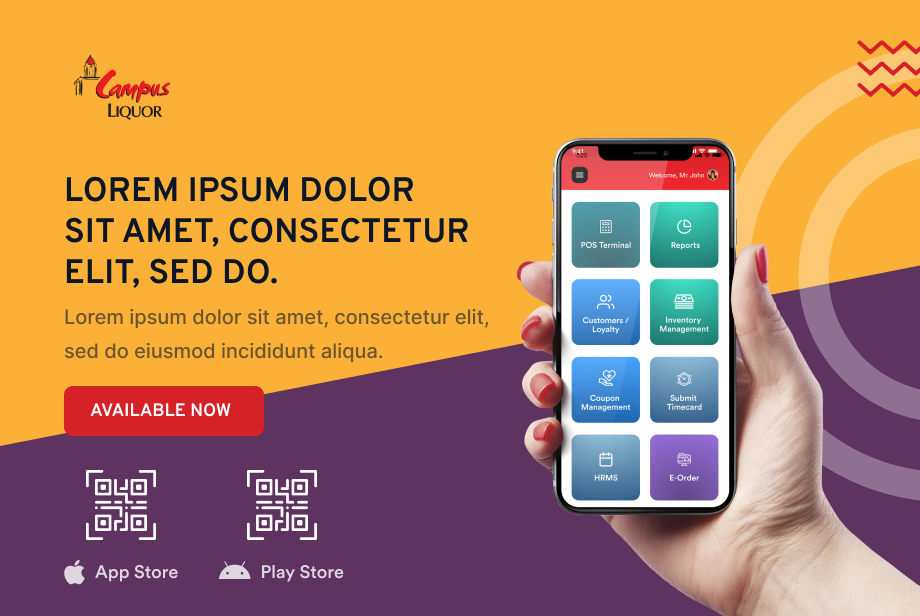 Campus
LIQUOR
LOREM IPSUM DOLOR
SIT AMET, CONSECTETUR
ELIT, SED DO.
Lorem ipsum dolor sit amet, consectetur elit,
sed do eiusmod incididunt aliqua.
AVAILABLE NOW
App Store
Play Store
9:41
Welcome, Mr. John
POS Terminal
Reports
Customers /
Loyalty
Inventory
Management
Coupon
Management
Submit
Timecard
HRMS
E-Order